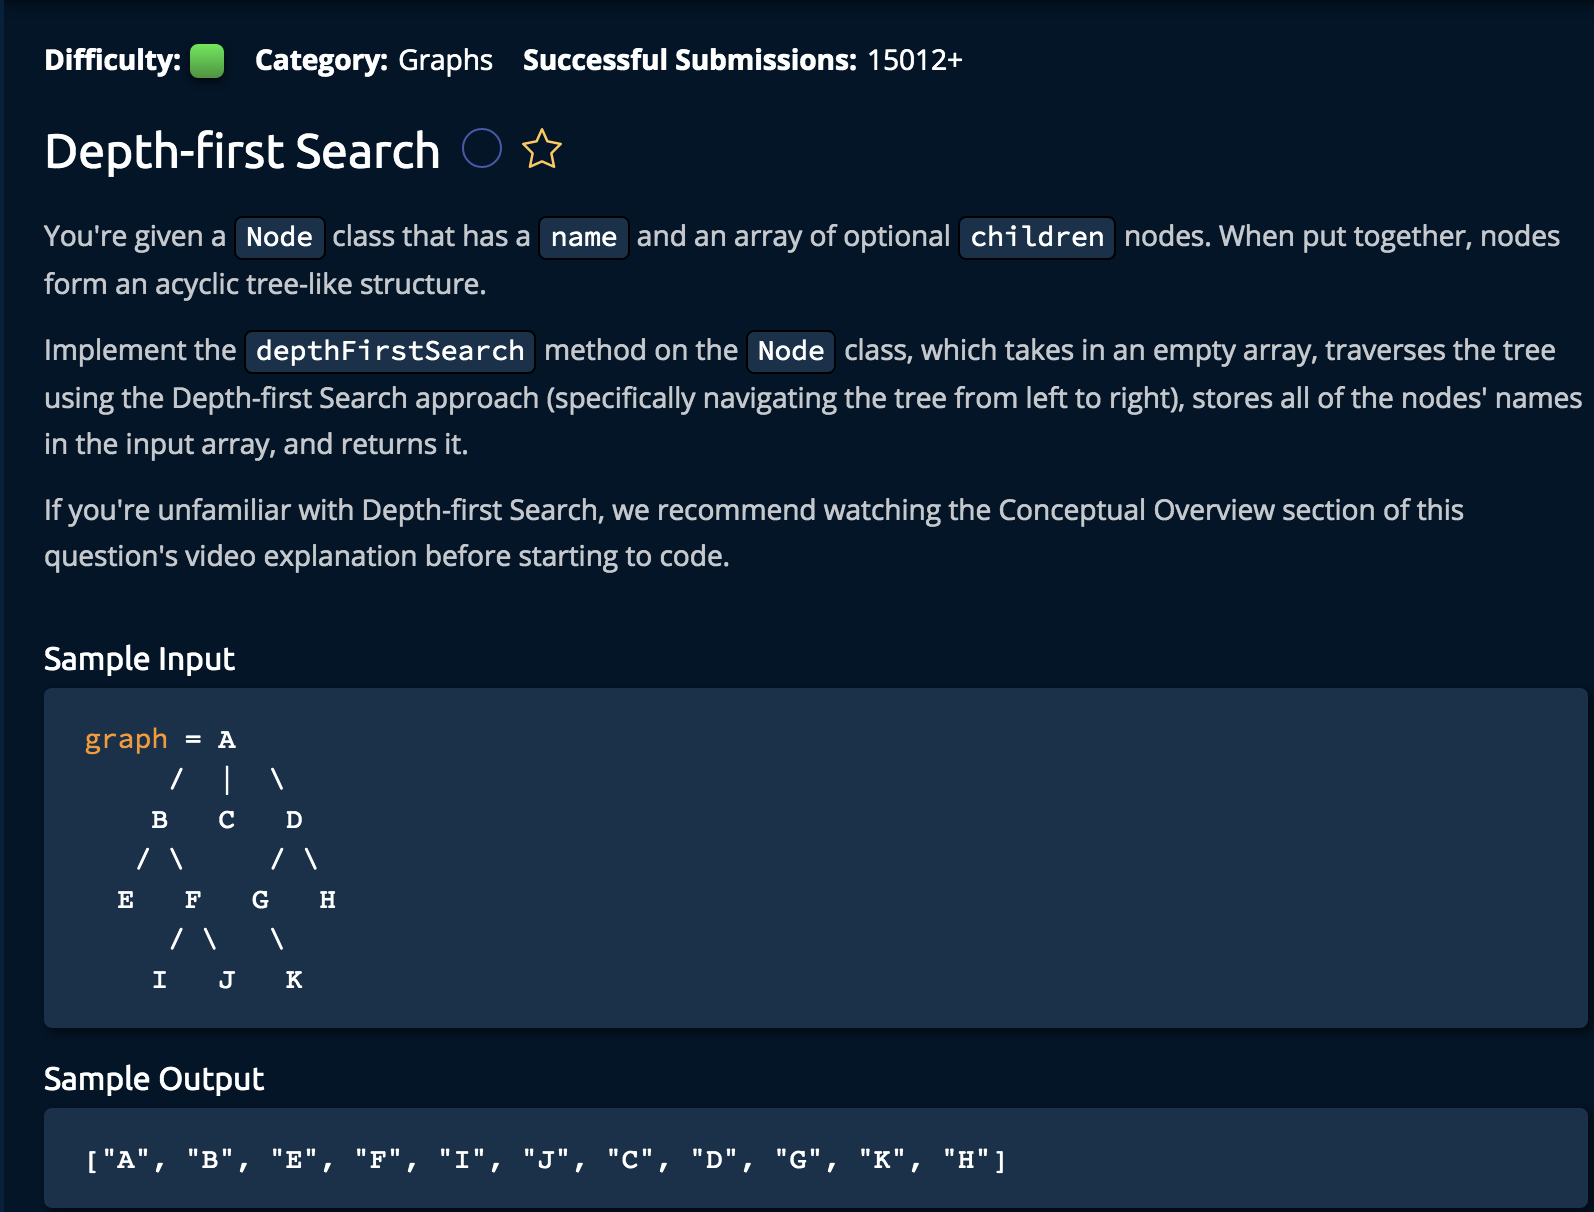 Difficulty: Category: Graphs Successful Submissions: 15012+
Depth-first Search
You're given a Node class that has a name and an array of optional children nodes. When put together, nodes
form an acyclic tree-like structure.
Implement the depthFirstSearch method on the Node class, which takes in an empty array, traverses the tree
using the Depth-first Search approach (specifically navigating the tree from left to right), stores all of the nodes' names
in the input array, and returns it.
If you're unfamiliar with Depth-first Search, we recommend watching the Conceptual Overview section of this
question's video explanation before starting to code.
Sample Input
graph = A
     /  |  \
    B   C   D
   / \     / \
  E   F   G   H
     / \   \
    I   J   K
Sample Output
["A", "B", "E", "F", "I", "J", "C", "D", "G", "K", "H"]